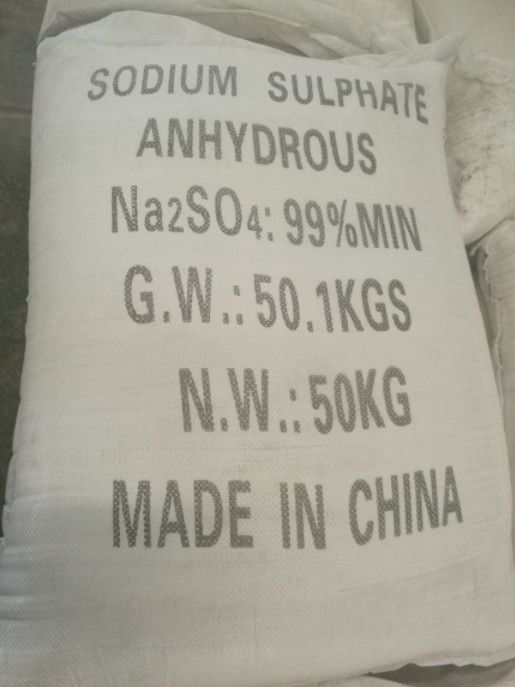 SODIUM SULPHATE
ANHYDROUS
Na2SO4: 99%MIN
G.W.: 50.1KGS
N.W.: 50KG
MADE IN CHINA